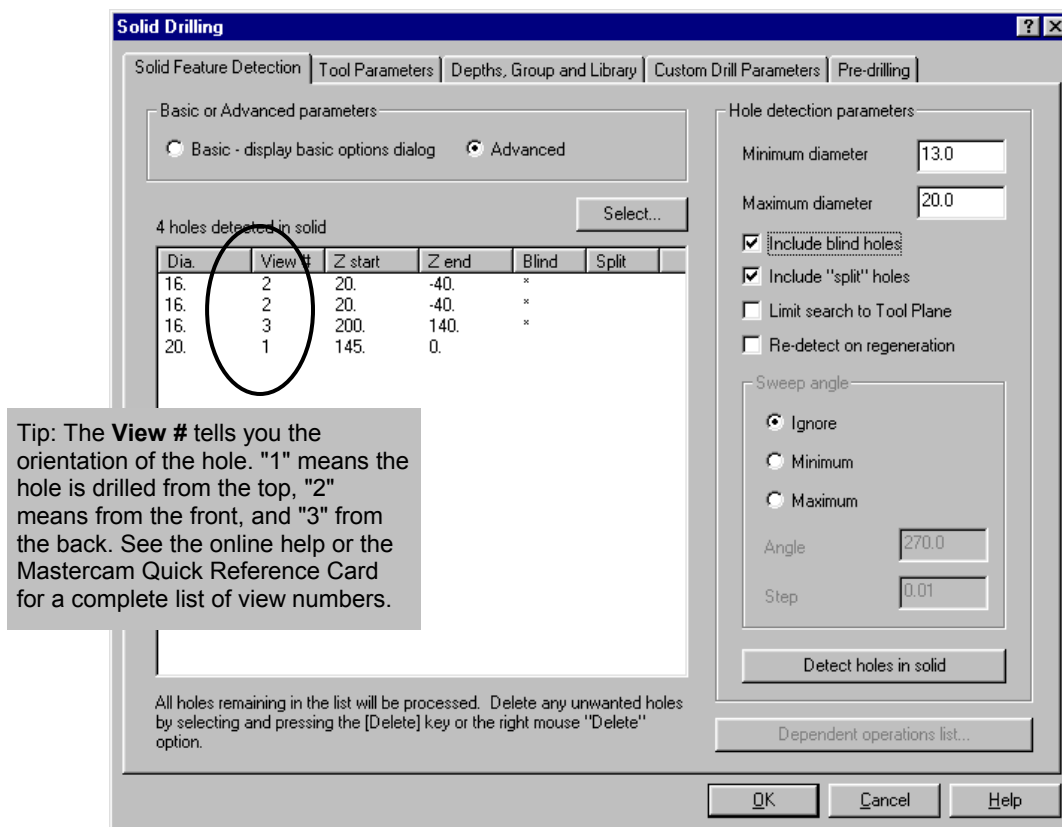 Solid Drilling
Solid Feature Detection Tool Parameters Depths, Group and Library Custom Drill Parameters Pre-drilling
Basic or Advanced parameters
Basic - display basic options dialog Advanced
4 holes detected in solid
Select...
Dia. View # Z start Z end Blind Split
16. 2 20. -40. *
16. 2 20. -40. *
16. 3 200. 140. *
20. 1 145. 0.
Tip: The View # tells you the
orientation of the hole. "1" means the
hole is drilled from the top, "2"
means from the front, and "3" from
the back. See the online help or the
Mastercam Quick Reference Card
for a complete list of view numbers.
All holes remaining in the list will be processed. Delete any unwanted holes
by selecting and pressing the [Delete] key or the right mouse "Delete"
option.
Hole detection parameters
Minimum diameter 13.0
Maximum diameter 20.0
Include blind holes
Include "split" holes
Limit search to Tool Plane
Re-detect on regeneration
Sweep angle
Ignore
Minimum
Maximum
Angle 270.0
Step 0.01
Detect holes in solid
Dependent operations list...
OK Cancel Help